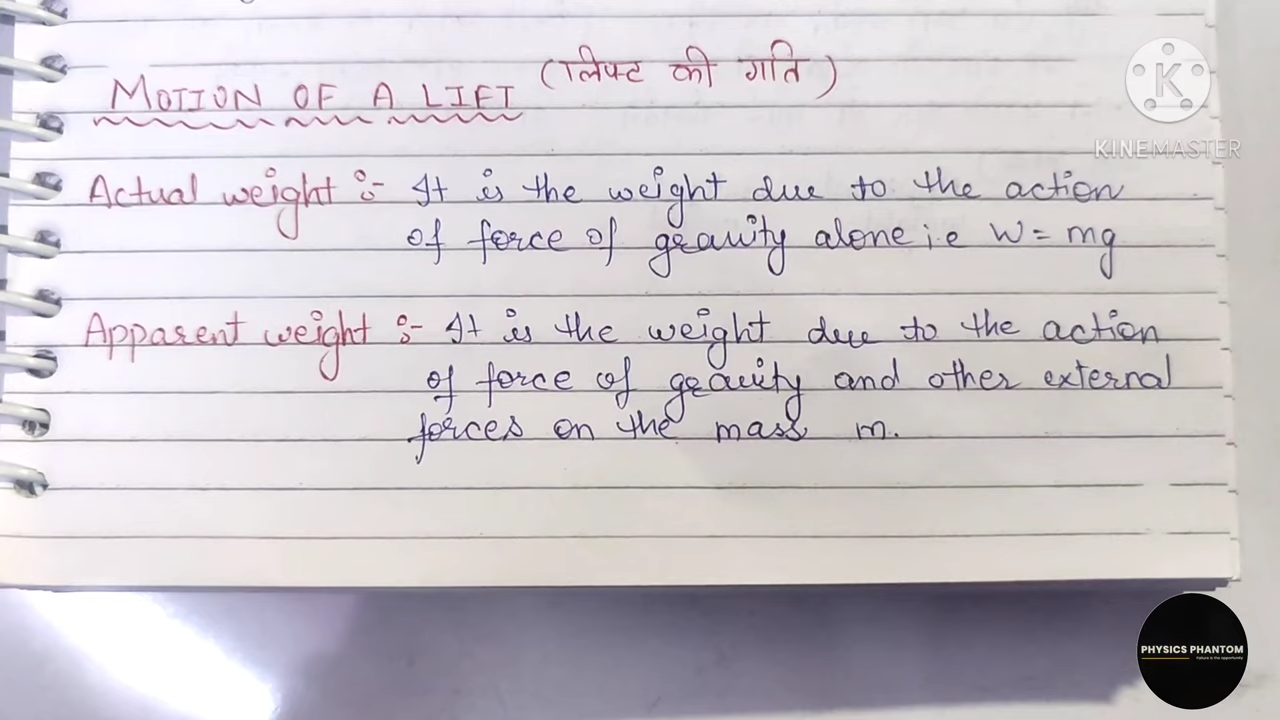 MOTION OF A LIFT (लिफ्ट की गति)
Actual weight :- It is the weight due to the action
of force of gravity alone i.e W = mg
Apparent weight :- It is the weight due to the action
of force of gravity and other external
forces on the mass m.
K
KINEMASTER
PHYSICS PHANTOM